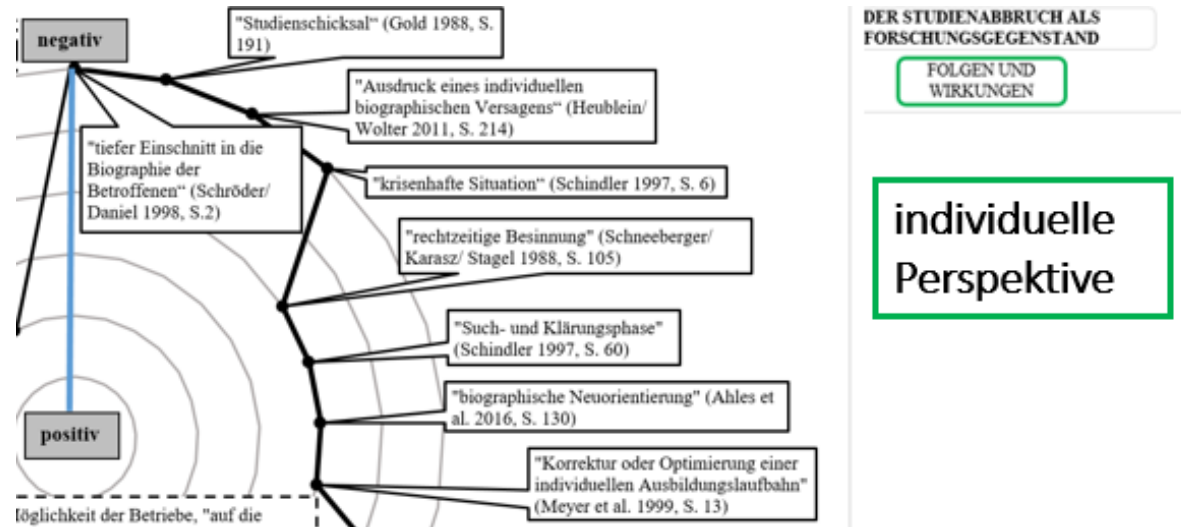 negativ
"Studienschicksal“ (Gold 1988, S.
191)
"Ausdruck eines individuellen
biographischen Versagens“ (Heublein/
Wolter 2011, S. 214)
"tiefer Einschnitt in die
Biographie der
Betroffenen“ (Schröder/
Daniel 1998, S.2)
"krisenhafte Situation“ (Schindler 1997, S. 6)
"rechtzeitige Besinnung" (Schneeberger/
Karasz/ Stagel 1988, S. 105)
"Such- und Klärungsphase"
(Schindler 1997, S. 60)
"biographische Neuorientierung" (Ahles et
al. 2016, S. 130)
positiv
"Korrektur oder Optimierung einer
individuellen Ausbildungslaufbahn"
(Meyer et al. 1999, S. 13)
der Betriebe, "auf die
DER STUDIENABBRUCH ALS
FORSCHUNGSGEGENSTAND
FOLGEN UND
WIRKUNGEN
individuelle
Perspektive